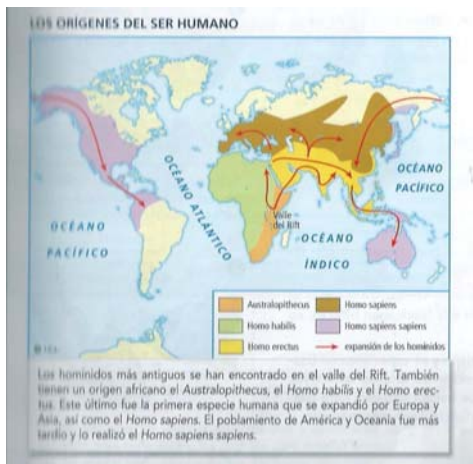 LOS ORÍGENES DEL SER HUMANO
OCÉANO ATLÁNTICO
OCÉANO
PACÍFICO
OCÉANO
PACÍFICO
Valle
del Rift
OCÉANO
ÍNDICO
Australopithecus
Homo sapiens
Homo habilis
Homo sapiens sapiens
Homo erectus
expansión de los homínidos
Los homínidos más antiguos se han encontrado en el valle del Rift. También
tienen un origen africano el Australopithecus, el Homo habilis y el Homo erec-
tus. Este último fue la primera especie humana que se expandió por Europa y
Asia, así como el Homo sapiens. El poblamiento de América y Oceanía fue más
tardío y lo realizó el Homo sapiens sapiens.